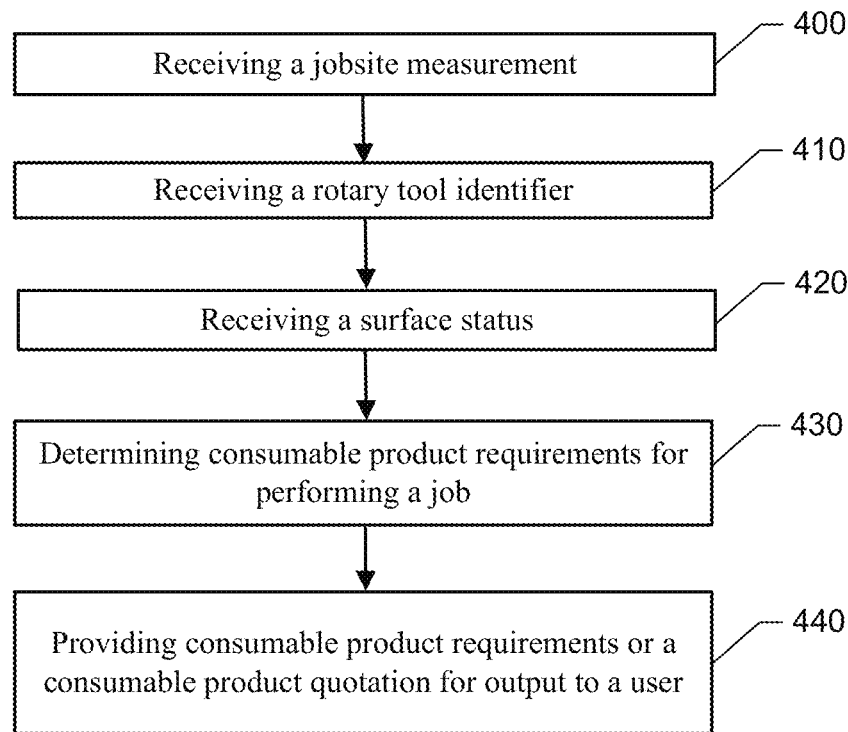 400
Receiving a jobsite measurement
410
Receiving a rotary tool identifier
420
Receiving a surface status
430
Determining consumable product requirements for
performing a job
440
Providing consumable product requirements or a
consumable product quotation for output to a user